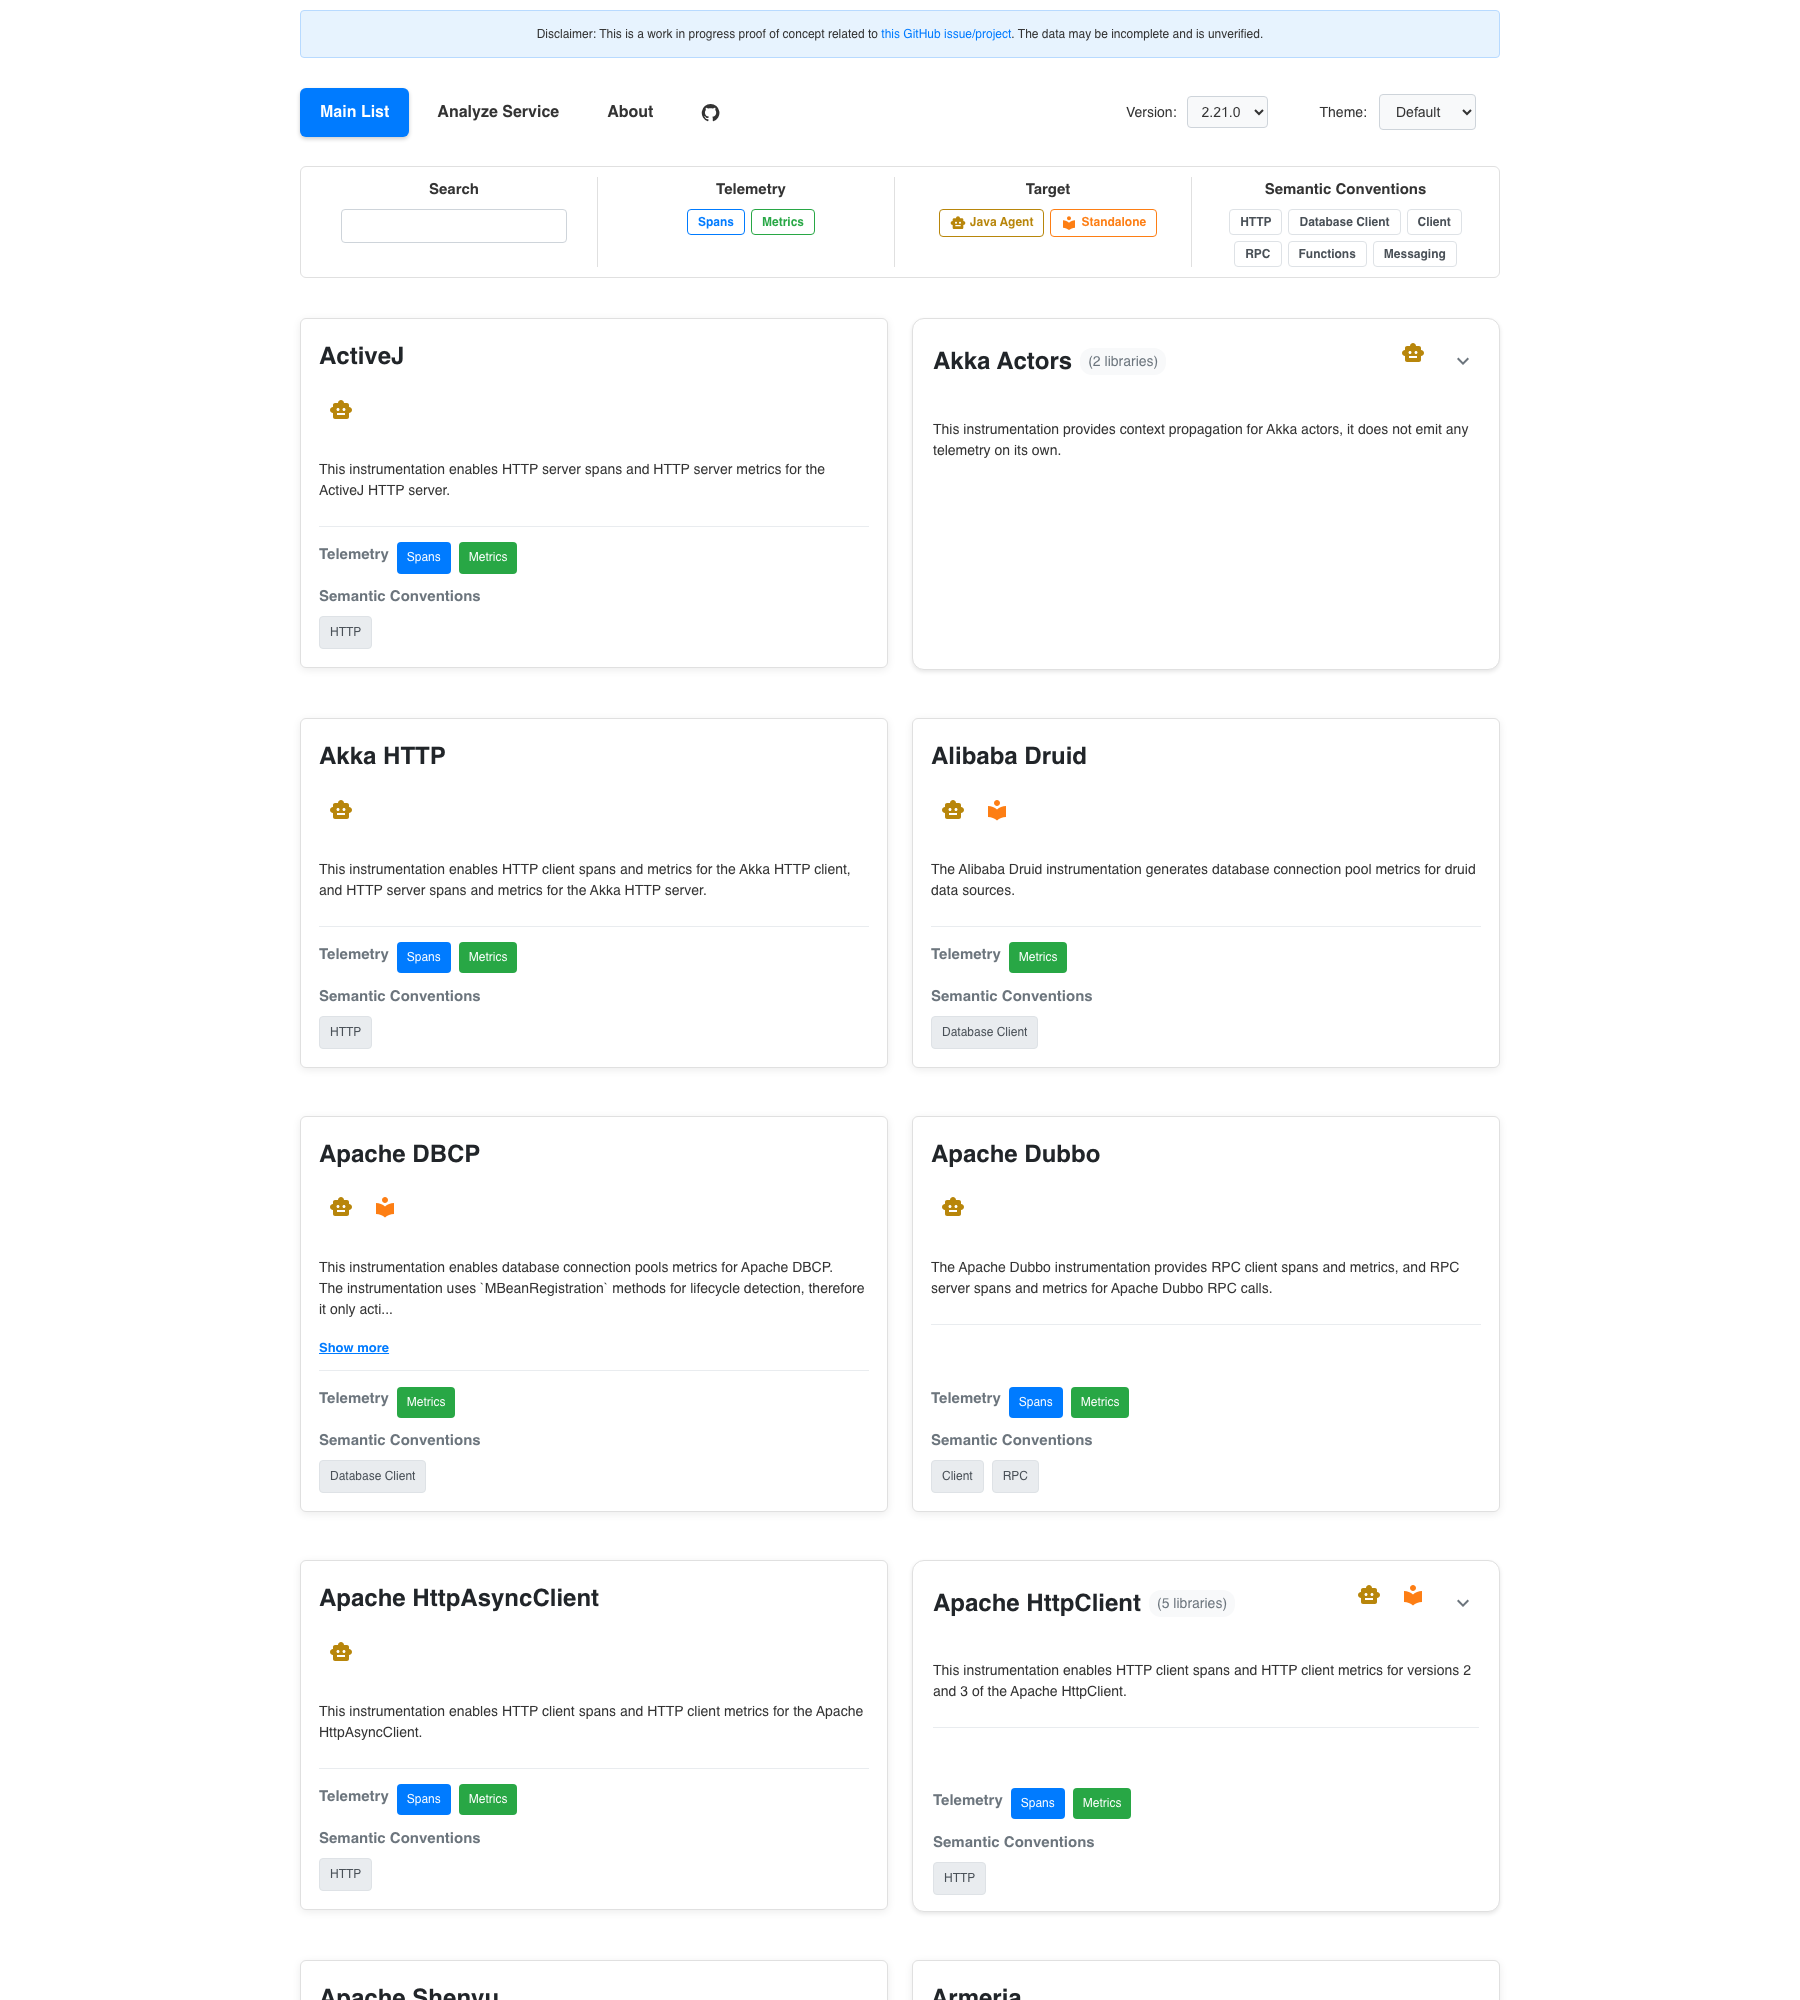 Disclaimer: This is a work in progress proof of concept related to this GitHub issue/project. The data may be incomplete and is unverified.
Main List
Analyze Service
About
Version: 2.21.0
Theme: Default
Search
Telemetry
Spans Metrics
Target
Java Agent Standalone
Semantic Conventions
HTTP Database Client Client
RPC Functions Messaging
ActiveJ
This instrumentation enables HTTP server spans and HTTP server metrics for the
ActiveJ HTTP server.
Telemetry Spans Metrics
Semantic Conventions
HTTP
Akka Actors (2 libraries)
This instrumentation provides context propagation for Akka actors, it does not emit any
telemetry on its own.
Akka HTTP
This instrumentation enables HTTP client spans and metrics for the Akka HTTP client,
and HTTP server spans and metrics for the Akka HTTP server.
Telemetry Spans Metrics
Semantic Conventions
HTTP
Alibaba Druid
The Alibaba Druid instrumentation generates database connection pool metrics for druid
data sources.
Telemetry Metrics
Semantic Conventions
Database Client
Apache DBCP
This instrumentation enables database connection pools metrics for Apache DBCP.
The instrumentation uses `MBeanRegistration` methods for lifecycle detection, therefore
it only acti...
Show more
Telemetry Metrics
Semantic Conventions
Database Client
Apache Dubbo
The Apache Dubbo instrumentation provides RPC client spans and metrics, and RPC
server spans and metrics for Apache Dubbo RPC calls.
Telemetry Spans Metrics
Semantic Conventions
Client RPC
Apache HttpAsyncClient
This instrumentation enables HTTP client spans and HTTP client metrics for the Apache
HttpAsyncClient.
Telemetry Spans Metrics
Semantic Conventions
HTTP
Apache HttpClient (5 libraries)
This instrumentation enables HTTP client spans and HTTP client metrics for versions 2
and 3 of the Apache HttpClient.
Telemetry Spans Metrics
Semantic Conventions
HTTP
Apache Shenyu
Armeria